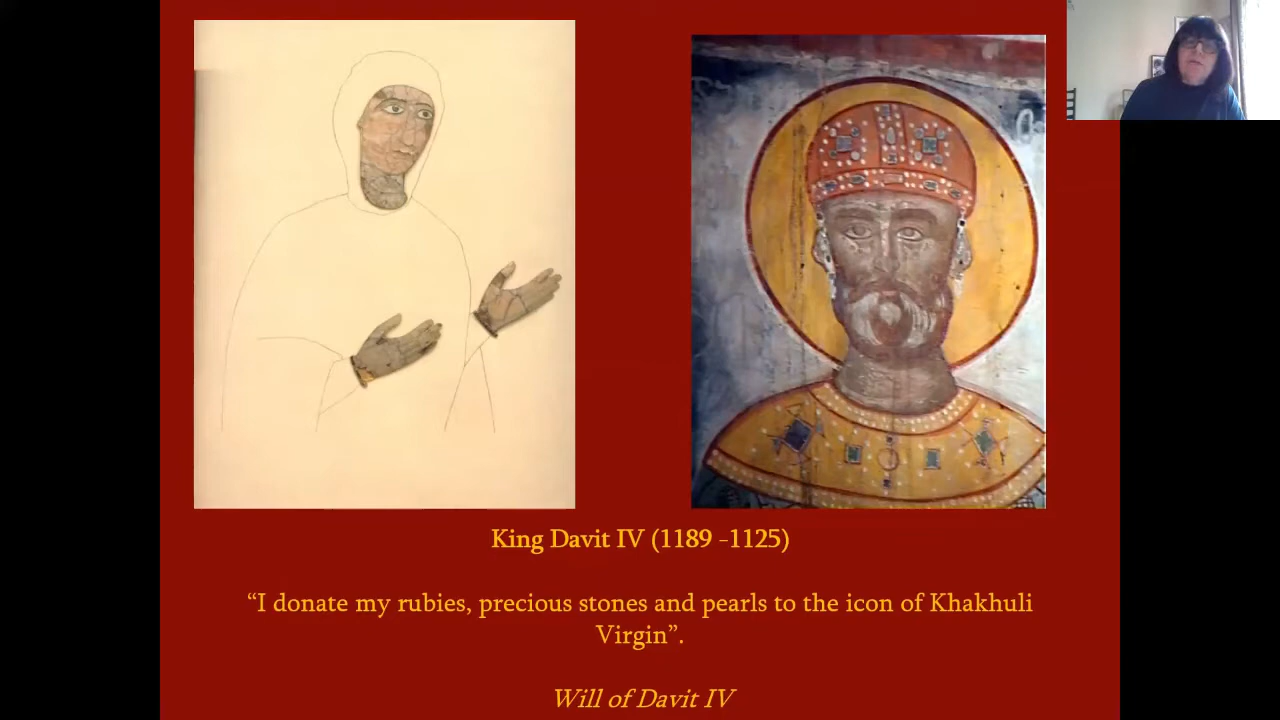 King Davit IV (1189 -1125)
“I donate my rubies, precious stones and pearls to the icon of Khakhuli
Virgin”.
Will of Davit IV